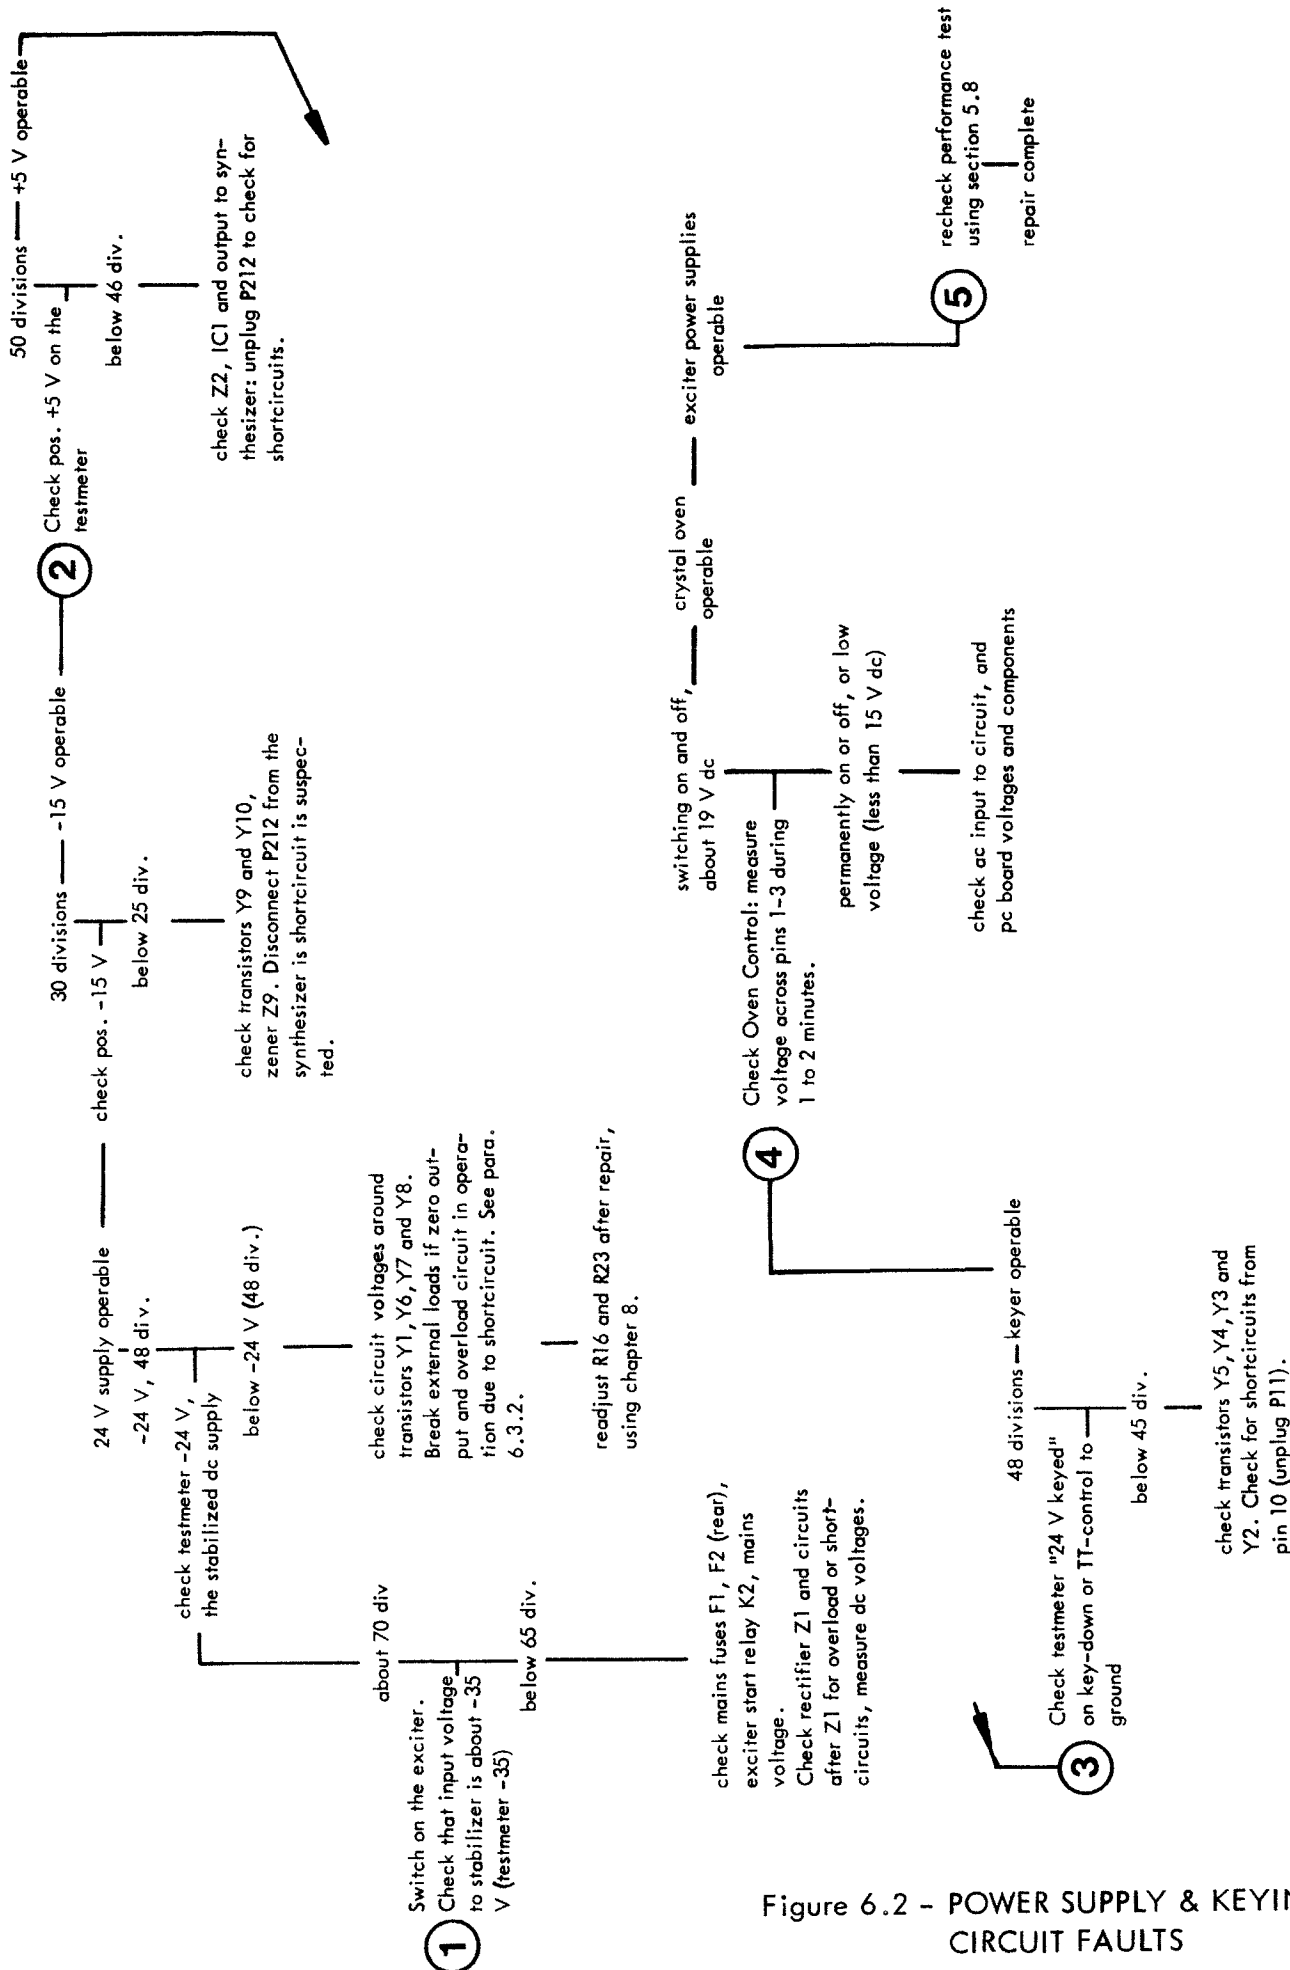 1
Switch on the exciter.
Check that input voltage
to stabilizer is about -35
V (testmeter -35)
about 70 div
below 65 div.
check mains fuses F1, F2 (rear),
exciter start relay K2, mains
voltage.
Check rectifier Z1 and circuits
after Z1 for overload or short-
circuits, measure dc voltages.
check testmeter -24 V,
the stabilized dc supply
24 V supply operable
-24 V, 48 div.
below -24 V (48 div.)
check circuit voltages around
transistors Y1, Y6, Y7 and Y8.
Break external loads if zero out-
put and overload circuit in opera-
tion due to shortcircuit. See para.
6.3.2.
readjust R16 and R23 after repair,
using chapter 8.
check pos. -15 V
30 divisions
-15 V operable
below 25 div.
check transistors Y9 and Y10,
zener Z9. Disconnect P212 from the
synthesizer is shortcircuit is suspec-
ted.
2
Check pos. +5 V on the
testmeter
50 divisions
+5 V operable
below 46 div.
check Z2, IC1 and output to syn-
thesizer: unplug P212 to check for
shortcircuits.
3
Check testmeter "24 V keyed"
on key-down or TT-control to
ground
48 divisions
keyer operable
below 45 div.
check transistors Y5, Y4, Y3 and
Y2. Check for shortcircuits from
pin 10 (unplug P11).
4
Check Oven Control: measure
voltage across pins 1-3 during
1 to 2 minutes.
switching on and off,
about 19 V dc
crystal oven
operable
exciter power supplies
operable
permanently on or off, or low
voltage (less than 15 V dc)
check ac input to circuit, and
pc board voltages and components
5
recheck performance test
using section 5.8
repair complete
Figure 6.2 - POWER SUPPLY & KEYIN
CIRCUIT FAULTS